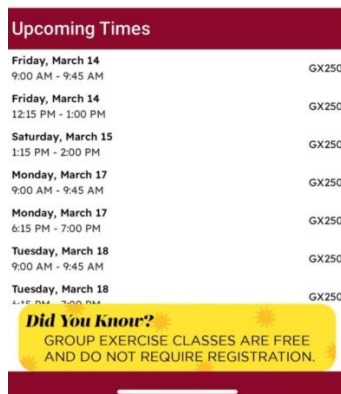 Upcoming Times
Friday, March 14
9:00 AM - 9:45 AM
GX250
Friday, March 14
12:15 PM - 1:00 PM
GX250
Saturday, March 15
1:15 PM - 2:00 PM
GX250
Monday, March 17
9:00 AM - 9:45 AM
GX250
Monday, March 17
6:15 PM - 7:00 PM
GX250
Tuesday, March 18
9:00 AM - 9:45 AM
GX250
Tuesday, March 18
GX250
Did You Know?
GROUP EXERCISE CLASSES ARE FREE
AND DO NOT REQUIRE REGISTRATION.